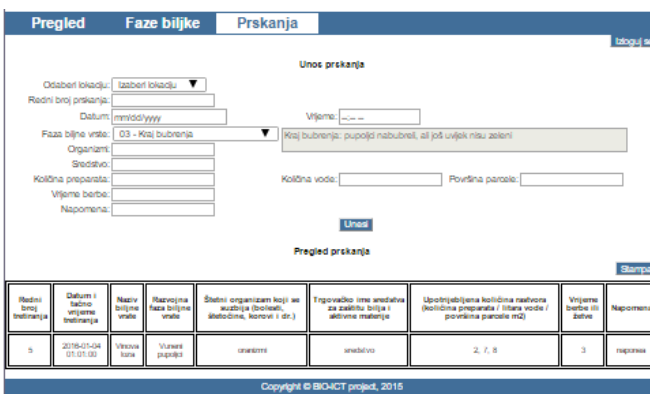 Pregled Faze biljke Prskanja
Izloguj se
Unos prskanja
Odaberi lokaciju: Izaberi lokaciju
Redni broj prskanja:
Datum: mm/dd/yyyy Vrijeme: --:-- --
Faza biljne vrste: 03 - Kraj bubrenja Kraj bubrenja: pupoljci nabubreli, ali još uvijek nisu zeleni
Organizmi:
Sredstvo:
Količina preparata: Količina vode: Površina parcele:
Vrijeme berbe:
Napomena:
Unesi
Pregled prskanja
Stampa
Redni broj tretiranja Datum i tačno vrijeme tretiranja Naziv biljne vrste Razvojna faza biljne vrste Štetni organizam koji se suzbija (bolesti, štetočine, korovi i dr.) Trgovačko ime sredstva za zaštitu bilja i aktivne materije Upotrijebljena količina rastvora (količina preparata / litara vode / površina parcele m2) Vrijeme berbe ili žetve Napomena
5 2016-01-04 01:01:00 Vinova loza Vuneni pupoljci oranizmi sredstvo 2, 7, 8 3 naponea
Copyright © BIO-ICT project, 2015